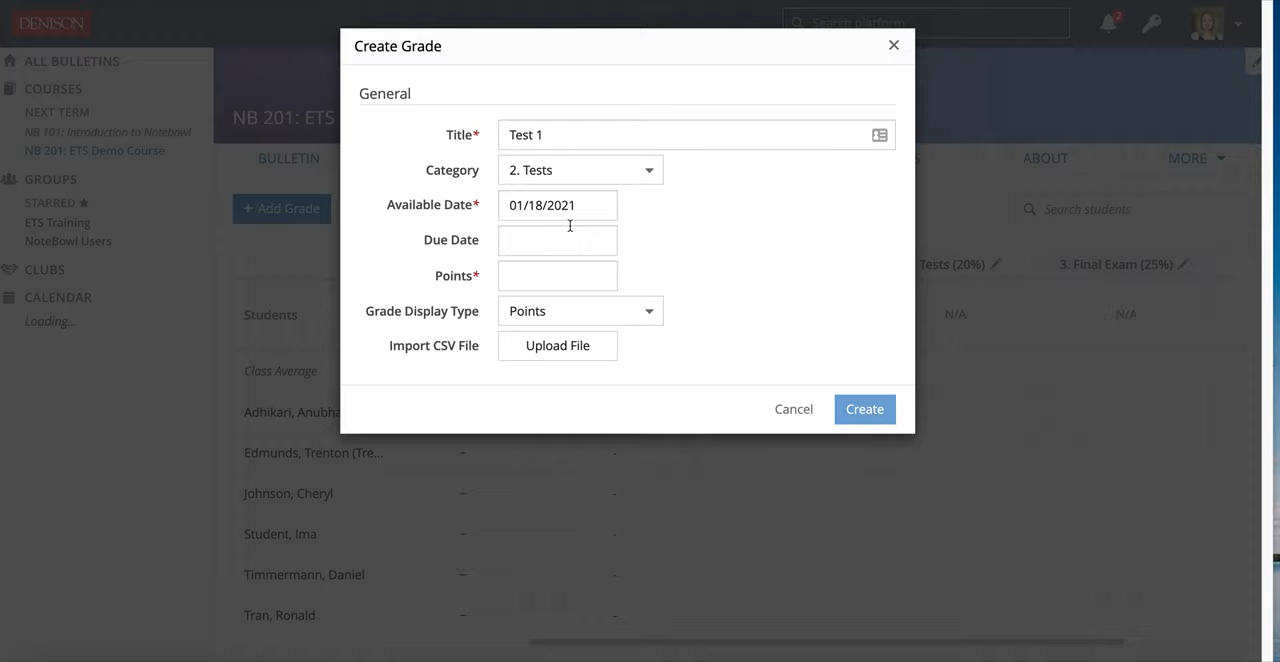 DENISON
Search platform
2
ALL BULLETINS
COURSES
NEXT TERM
NB 101: Introduction to Notebowl
NB 201: ETS Demo Course
GROUPS
STARRED
ETS Training
NoteBowl Users
CLUBS
CALENDAR
Loading...
NB 201: ETS
BULLETIN
S
ABOUT
MORE
+ Add Grade
Search students
Tests (20%)
3. Final Exam (25%)
Students
N/A
N/A
Class Average
Adhikari, Anubha
Edmunds, Trenton (Tre... – -
Johnson, Cheryl – -
Student, Ima – -
Timmermann, Daniel – -
Tran, Ronald – -
Create Grade
×
General
Title* Test 1
Category 2. Tests
Available Date* 01/18/2021
Due Date
Points*
Grade Display Type Points
Import CSV File Upload File
Cancel
Create